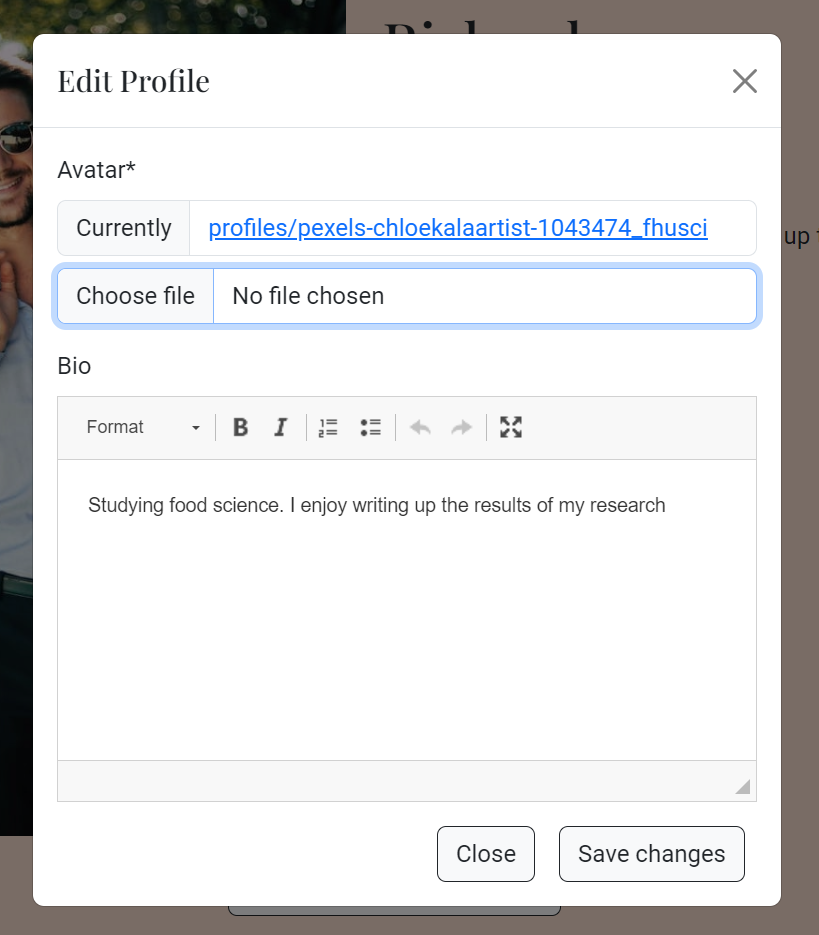 Edit Profile
Avatar*
Currently profiles/pexels-chloekalaartist-1043474_fhusci
up
Choose file No file chosen
Bio
Format B I
Studying food science. I enjoy writing up the results of my research
Close Save changes